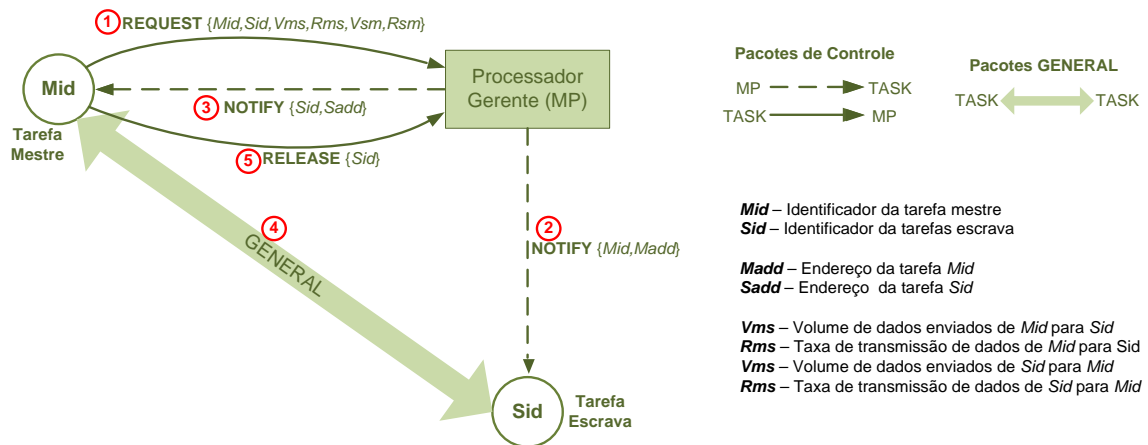 1 REQUEST {Mid,Sid,Vms,Rms,Vsm,Rsm}
Mid
Tarefa
Mestre
Processador
Gerente (MP)
3 NOTIFY {Sid,Sadd}
5 RELEASE {Sid}
4
GENERAL
2
NOTIFY {Mid,Madd}
Sid
Tarefa
Escrava
Pacotes de Controle
MP TASK
TASK MP
Pacotes GENERAL
TASK TASK
Mid – Identificador da tarefa mestre
Sid – Identificador da tarefas escrava
Madd – Endereço da tarefa Mid
Sadd – Endereço da tarefa Sid
Vms – Volume de dados enviados de Mid para Sid
Rms – Taxa de transmissão de dados de Mid para Sid
Vms – Volume de dados enviados de Sid para Mid
Rms – Taxa de transmissão de dados de Sid para Mid